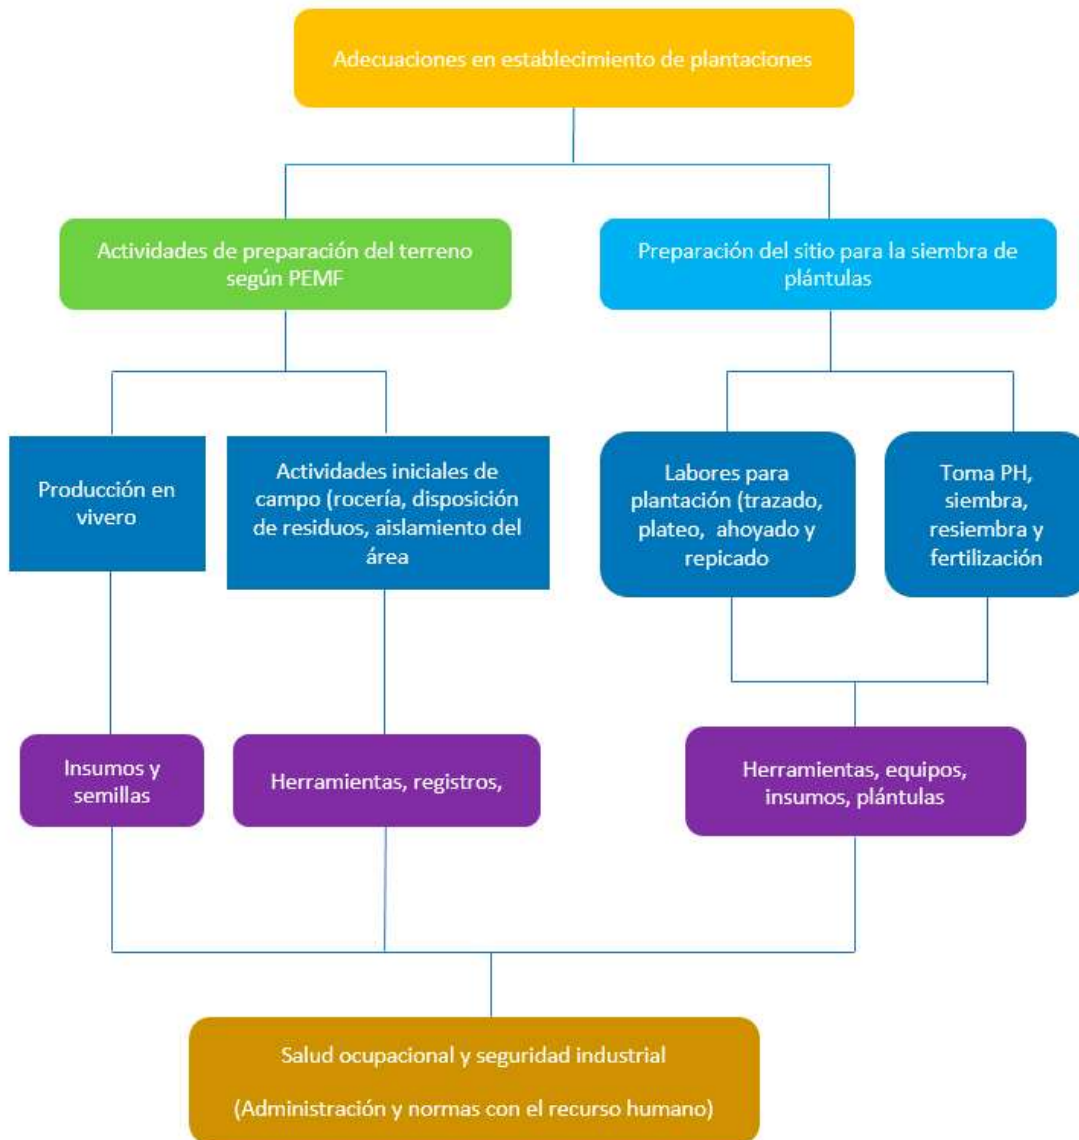 Adecuaciones en establecimiento de plantaciones
Actividades de preparación del terreno
según PEMF
Preparación del sitio para la siembra de
plántulas
Producción en
vivero
Actividades iniciales de
campo (rocería, disposición
de residuos, aislamiento del
área
Labores para
plantación (trazado,
plateo, ahoyado y
repicado
Toma PH,
siembra,
resiembra y
fertilización
Insumos y
semillas
Herramientas, registros,
Herramientas, equipos,
insumos, plántulas
Salud ocupacional y seguridad industrial
(Administración y normas con el recurso humano)